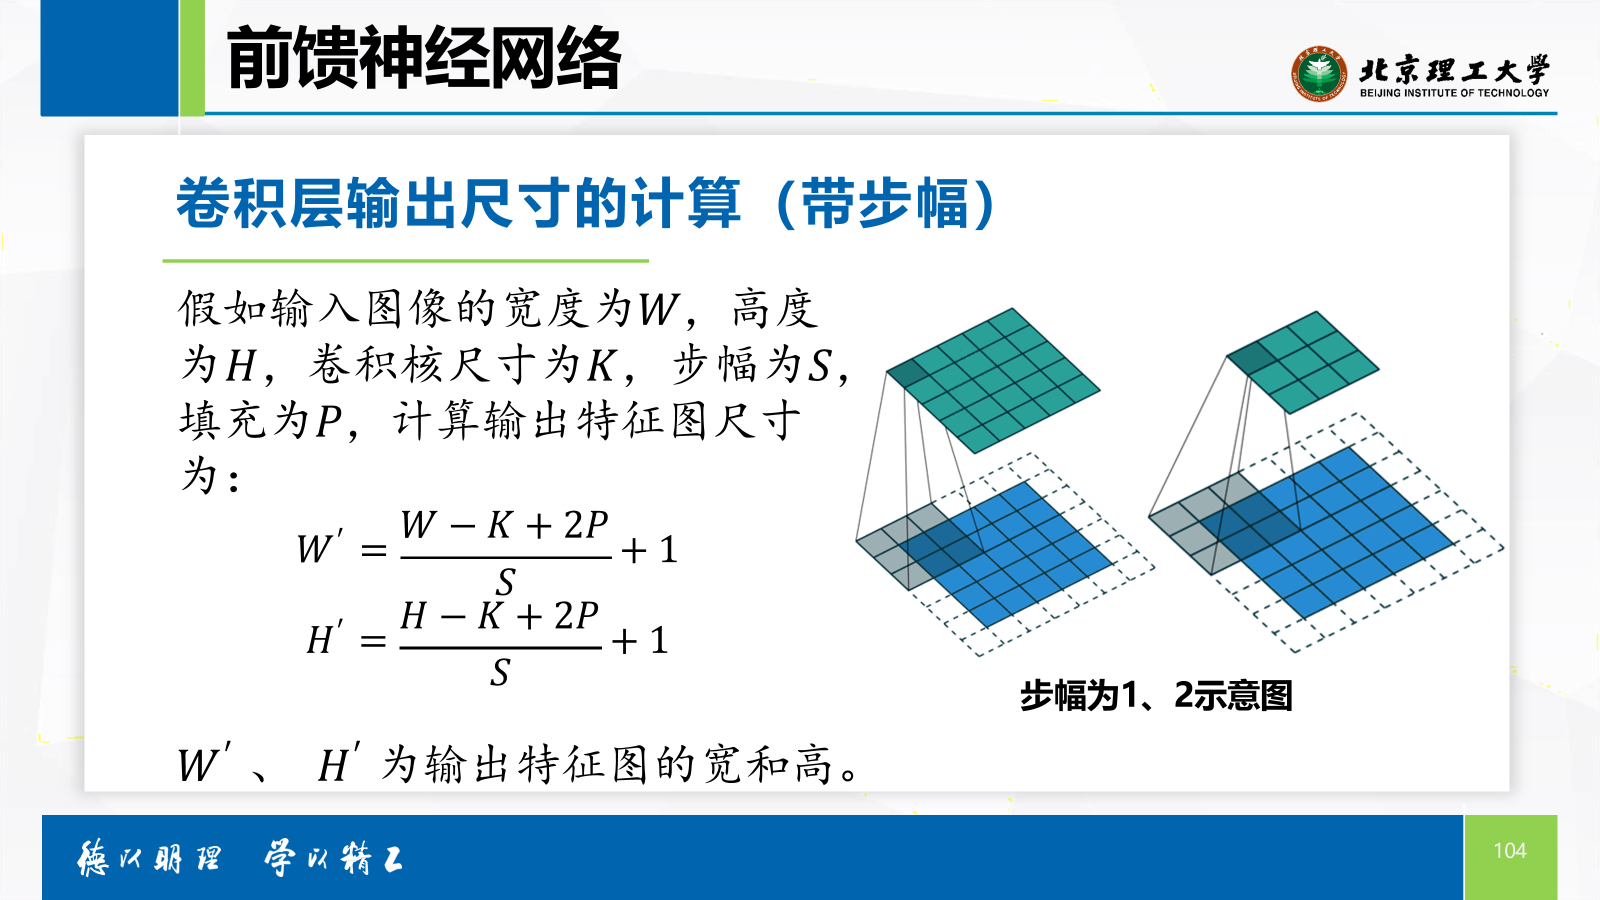 前馈神经网络
北京理工大学
BEIJING INSTITUTE OF TECHNOLOGY
卷积层输出尺寸的计算（带步幅）
假如输入图像的宽度为W，高度
为H，卷积核尺寸为K，步幅为S，
填充为P，计算输出特征图尺寸
为：
W′ = (W − K + 2P)/S + 1
H′ = (H − K + 2P)/S + 1
步幅为1、2示意图
W′、 H′ 为输出特征图的宽和高。
德以明理 学以精工
104